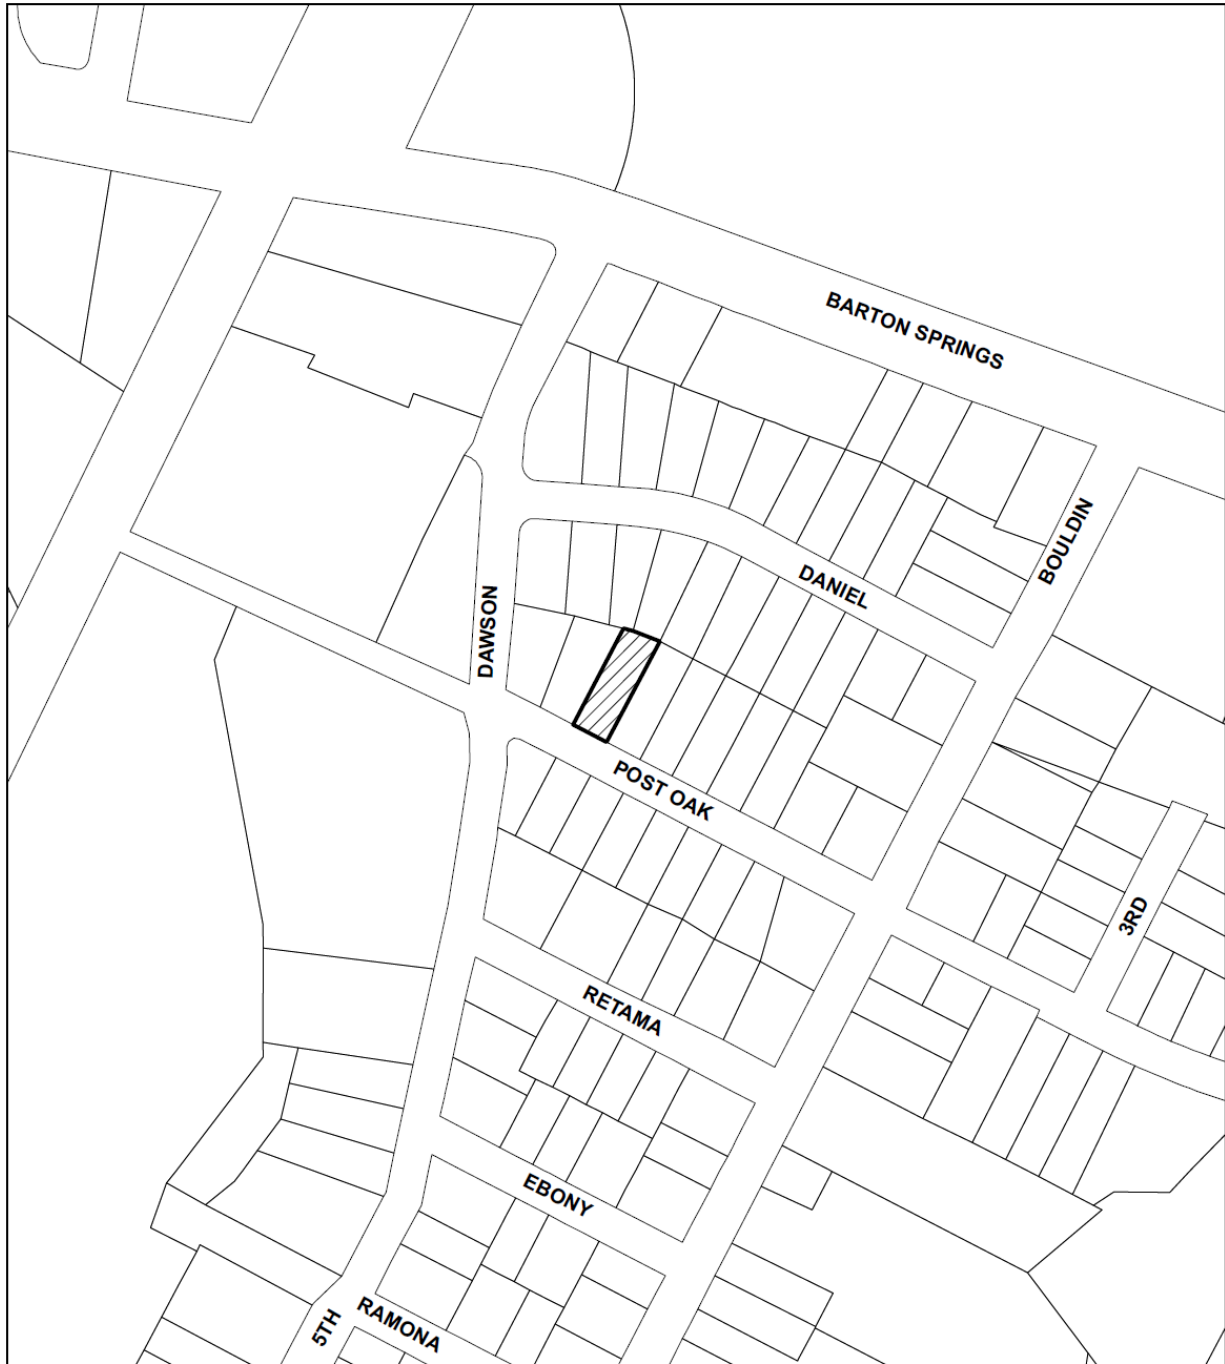 BARTON SPRINGS
BOULDIN
DANIEL
DAWSON
POST OAK
3RD
RETAMA
EBONY
5TH
RAMONA